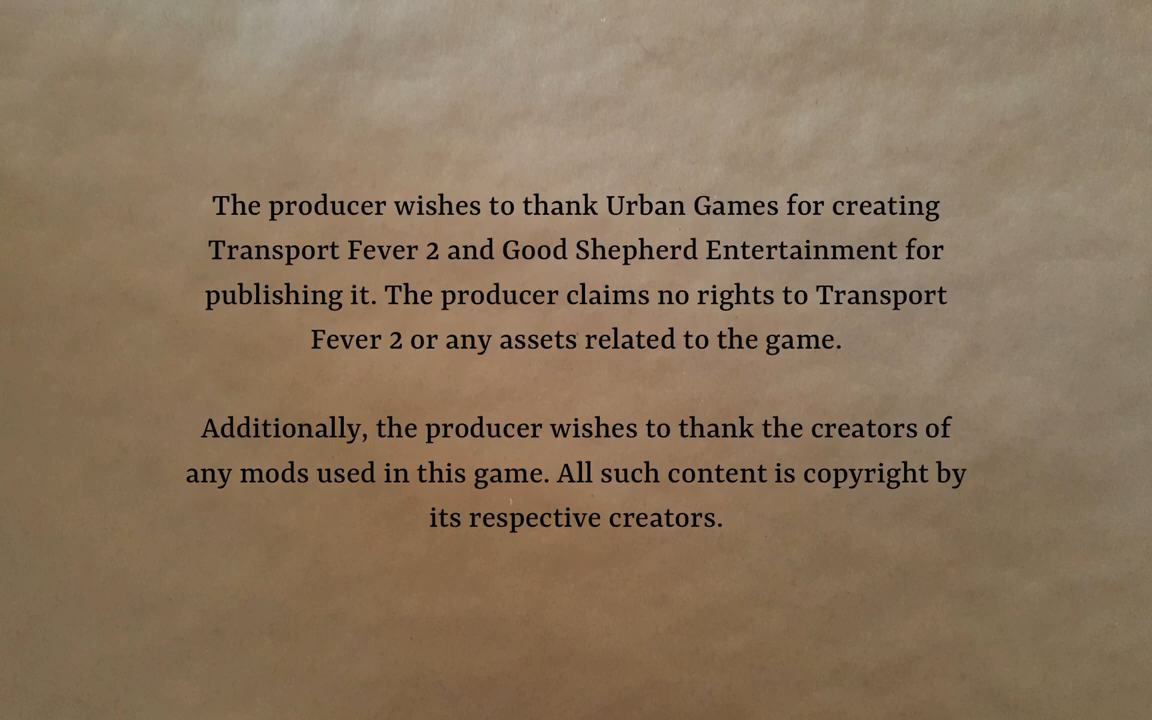 The producer wishes to thank Urban Games for creating
Transport Fever 2 and Good Shepherd Entertainment for
publishing it. The producer claims no rights to Transport
Fever 2 or any assets related to the game.
Additionally, the producer wishes to thank the creators of
any mods used in this game. All such content is copyright by
its respective creators.